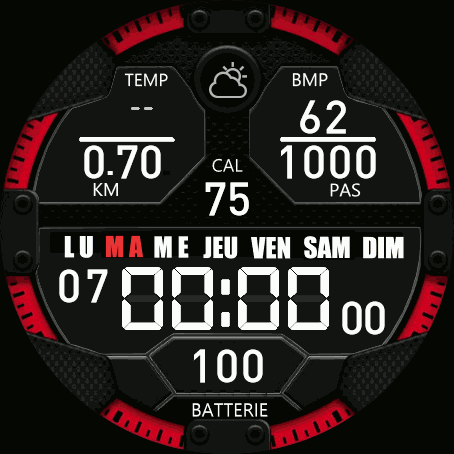 TEMP BMP
-- 62
0.70 1000
KM PAS
CAL
75
LU MA ME JEU VEN SAM DIM
07 00:00 00
100
BATTERIE